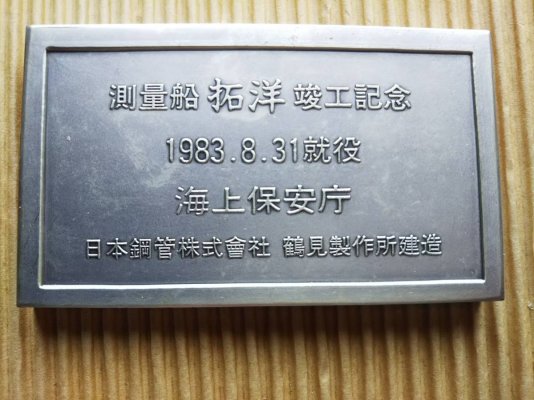 測量船 拓洋 竣工記念
1983.8.31就役
海上保安庁
日本鋼管株式會社 鶴見製作所建造